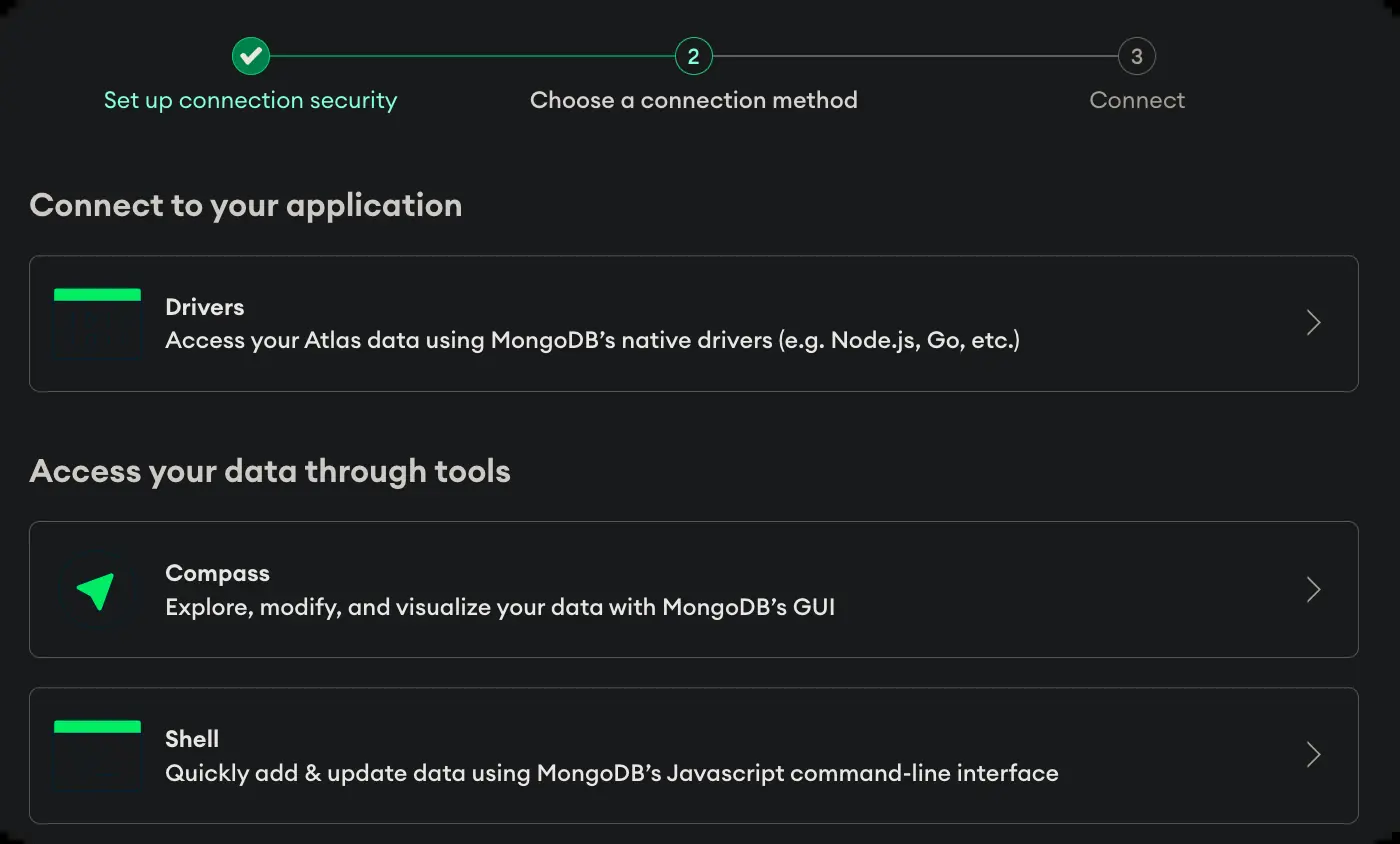 2
3
Set up connection security
Choose a connection method
Connect
Connect to your application
Drivers
Access your Atlas data using MongoDB’s native drivers (e.g. Node.js, Go, etc.)
Access your data through tools
Compass
Explore, modify, and visualize your data with MongoDB’s GUI
Shell
Quickly add & update data using MongoDB’s Javascript command-line interface